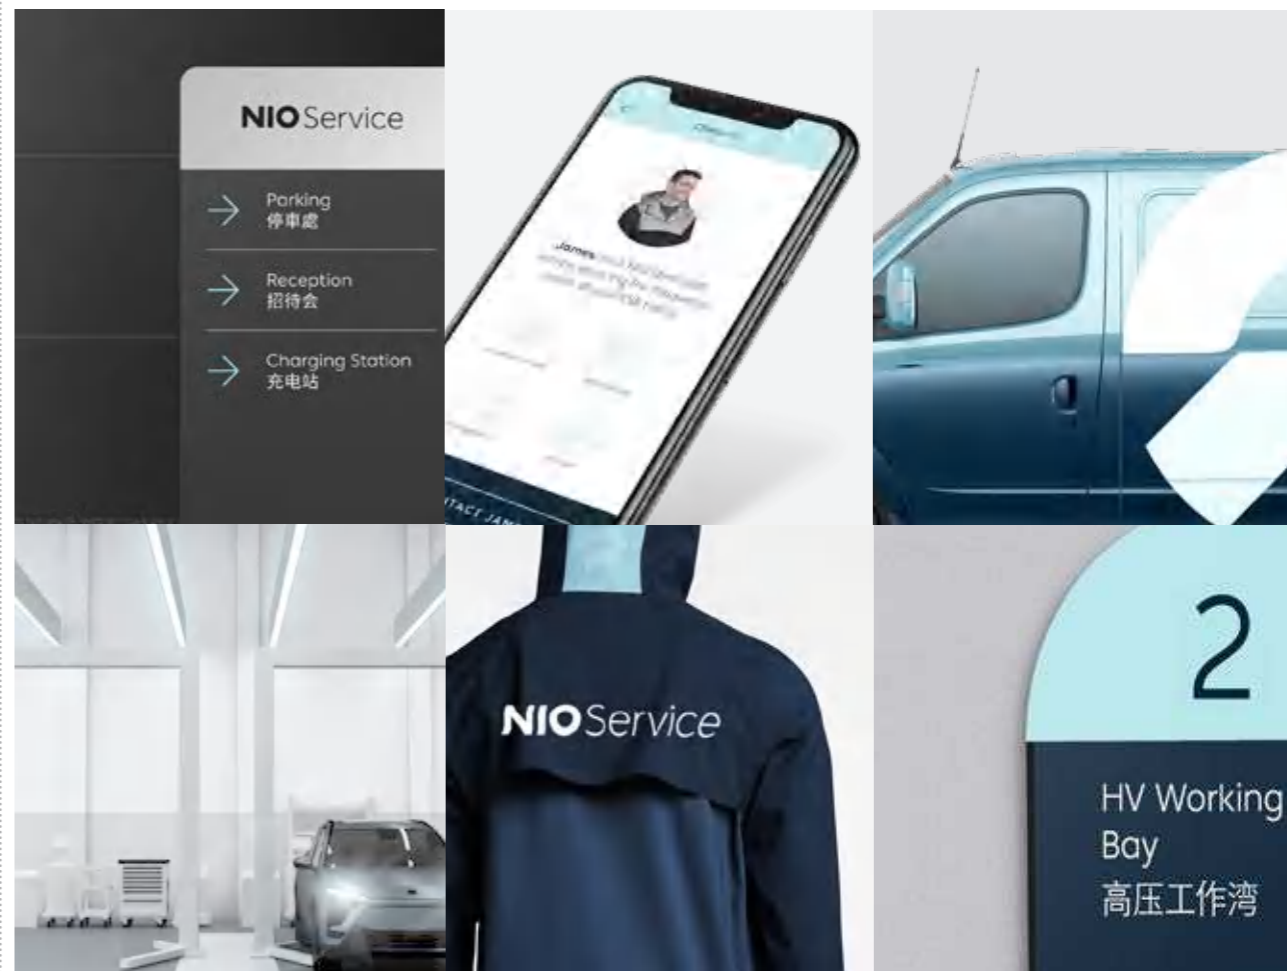 NIO Service
Parking
停車處
Reception
招待会
Charging Station
充电站
James
NIO Service
2
HV Working
Bay
高压工作湾